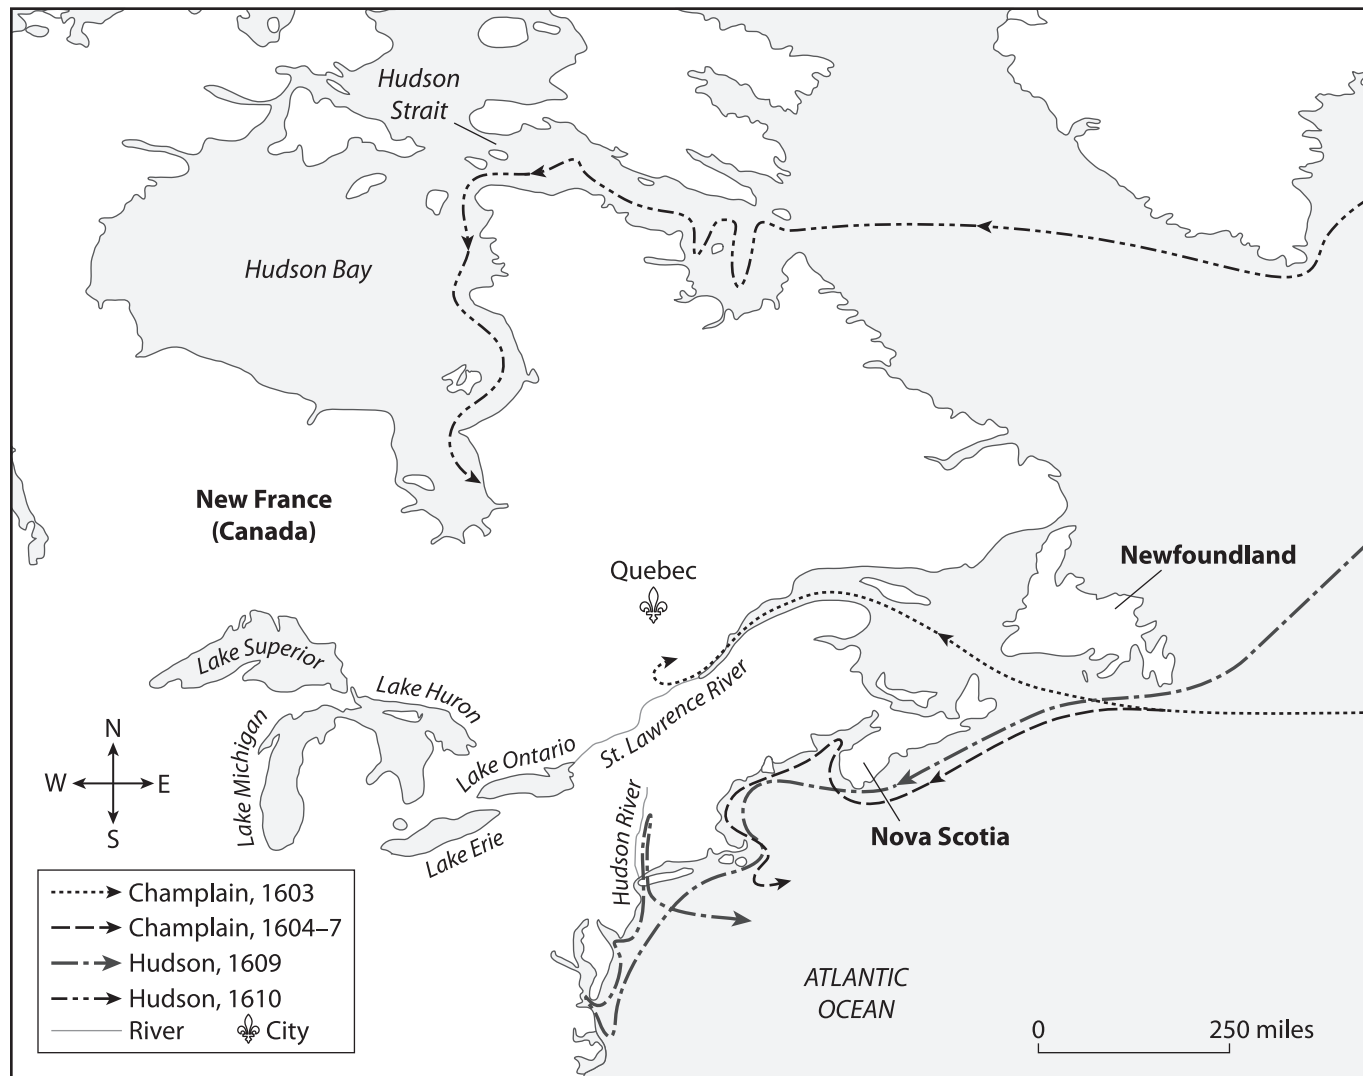 Hudson
Strait
Hudson Bay
New France
(Canada)
Newfoundland
Quebec
Lake Superior
Lake Huron
Lake Michigan
Lake Ontario
St. Lawrence River
Lake Erie
Hudson River
Nova Scotia
N
W
E
S
Champlain, 1603
Champlain, 1604–7
Hudson, 1609
Hudson, 1610
River
City
ATLANTIC
OCEAN
0
250 miles